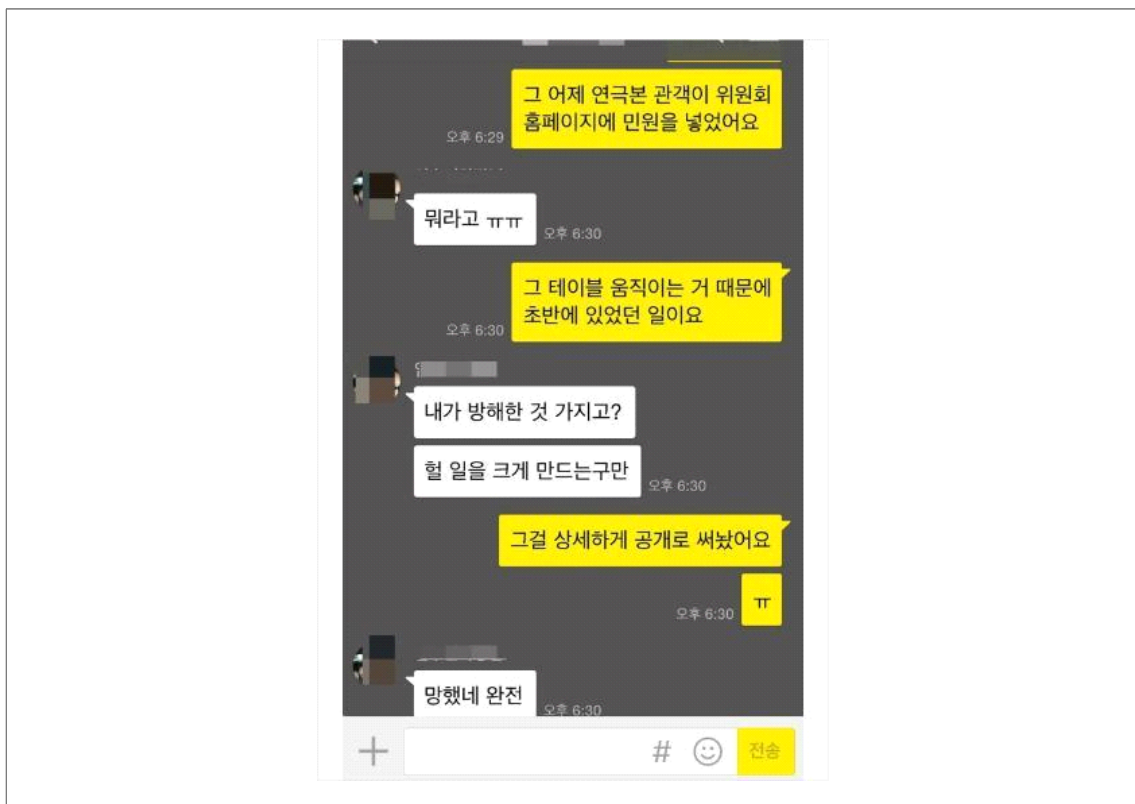 그 어제 연극본 관객이 위원회
홈페이지에 민원을 넣었어요
오후 6:29
뭐라고 ㅠㅠ
오후 6:30
그 테이블 움직이는 거 때문에
초반에 있었던 일이요
오후 6:30
내가 방해한 것 가지고?
헐 일을 크게 만드는구만
오후 6:30
그걸 상세하게 공개로 써놨어요
ㅠ
오후 6:30
망했네 완전
오후 6:30
#
전송